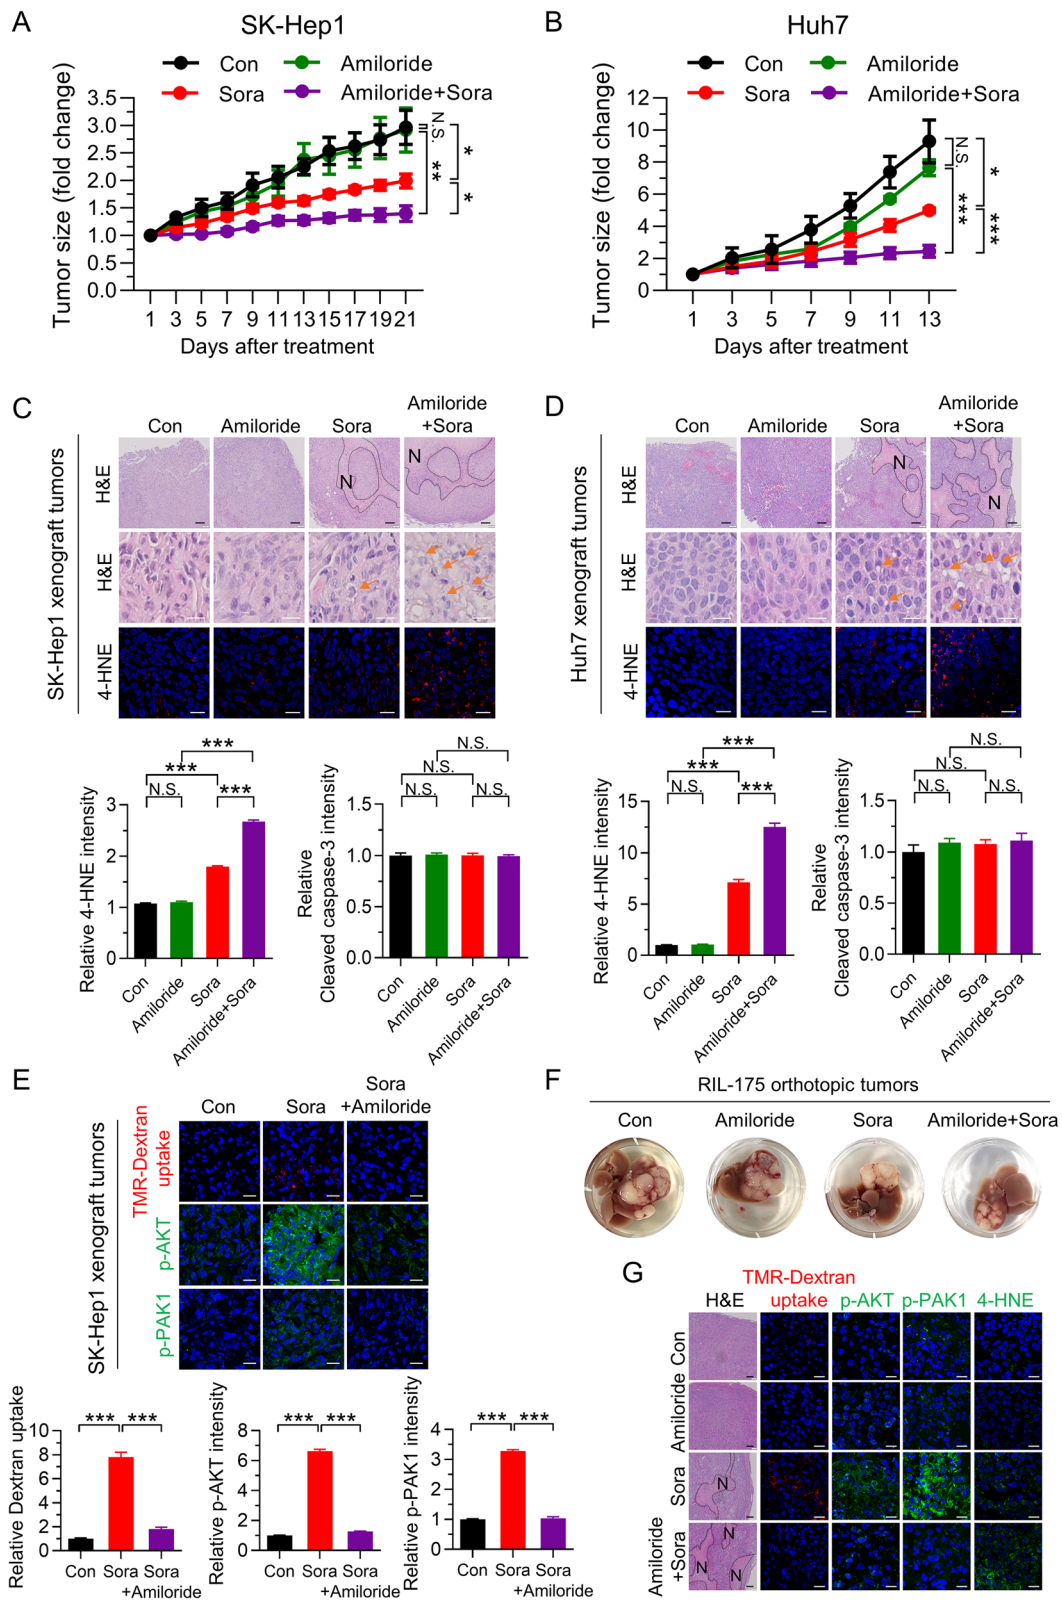 A
SK-Hep1
Con
Amiloride
Sora
Amiloride+Sora
Tumor size (fold change)
3.5
3.0
2.5
2.0
1.5
1.0
0.5
0.0
N.S.
**
*
*
1 3 5 7 9 11 13 15 17 19 21
Days after treatment
B
Huh7
Con
Amiloride
Sora
Amiloride+Sora
Tumor size (fold change)
12
10
8
6
4
2
0
N.S.
***
*
***
1 3 5 7 9 11 13
Days after treatment
C
SK-Hep1 xenograft tumors
Con
Amiloride
Sora
Amiloride
+Sora
H&E
N
N
H&E
4-HNE
Relative 4-HNE intensity
3
2
1
0
N.S.
***
***
***
Con
Amiloride
Sora
Amiloride+Sora
Relative
Cleaved caspase-3 intensity
1.5
1.0
0.5
0.0
N.S.
N.S.
N.S.
N.S.
Con
Amiloride
Sora
Amiloride+Sora
D
Huh7 xenograft tumors
Con
Amiloride
Sora
Amiloride
+Sora
H&E
N
N
H&E
4-HNE
Relative 4-HNE intensity
15
10
5
0
N.S.
***
***
***
Con
Amiloride
Sora
Amiloride+Sora
Relative
Cleaved caspase-3 intensity
1.5
1.0
0.5
0.0
N.S.
N.S.
N.S.
N.S.
Con
Amiloride
Sora
Amiloride+Sora
E
SK-Hep1 xenograft tumors
Con
Sora
Sora
+Amiloride
TMR-Dextran
uptake
p-AKT
p-PAK1
Relative Dextran uptake
10
8
6
4
2
0
*** ***
Con Sora Sora
+Amiloride
Relative p-AKT intensity
8
6
4
2
0
*** ***
Con Sora Sora
+Amiloride
Relative p-PAK1 intensity
4
3
2
1
0
*** ***
Con Sora Sora
+Amiloride
F
RIL-175 orthotopic tumors
Con
Amiloride
Sora
Amiloride+Sora
G
H&E
TMR-Dextran
uptake
p-AKT
p-PAK1
4-HNE
Con
Amiloride
Sora
N
Amiloride
+Sora
N
N
N